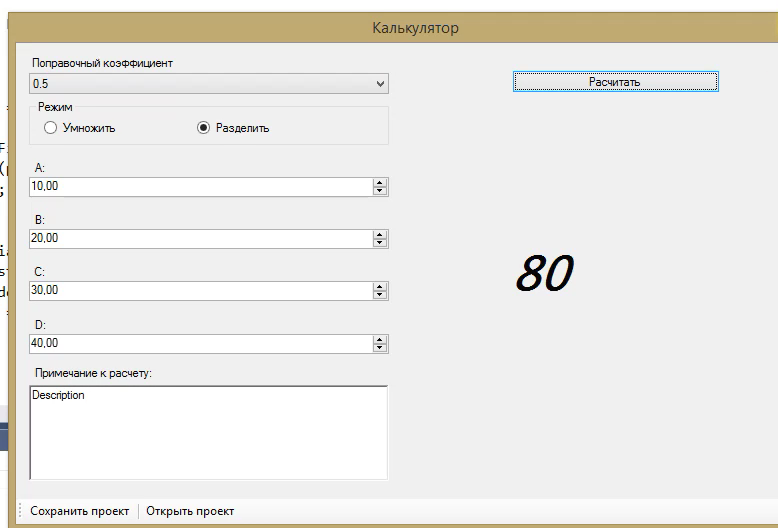 Калькулятор
Поправочный коэффициент
0.5
Расчитать
Режим
Умножить Разделить
A:
10,00
B:
20,00
C:
30,00
80
D:
40,00
Примечание к расчету:
Description
Сохранить проект Открыть проект